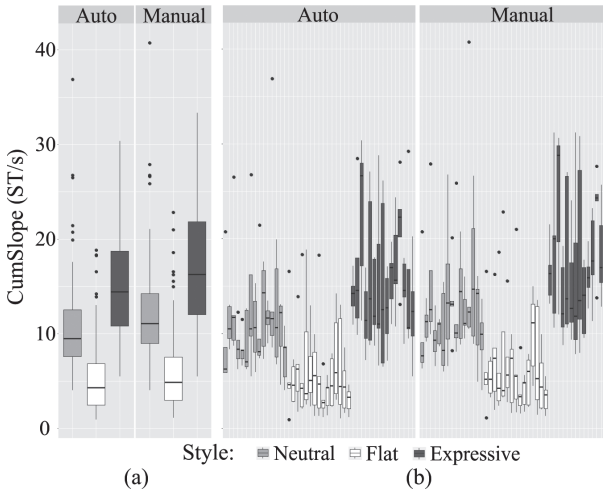 Auto Manual Auto Manual
40
30
20
10
0
CumSlope (ST/s)
Style: Neutral Flat Expressive
(a) (b)